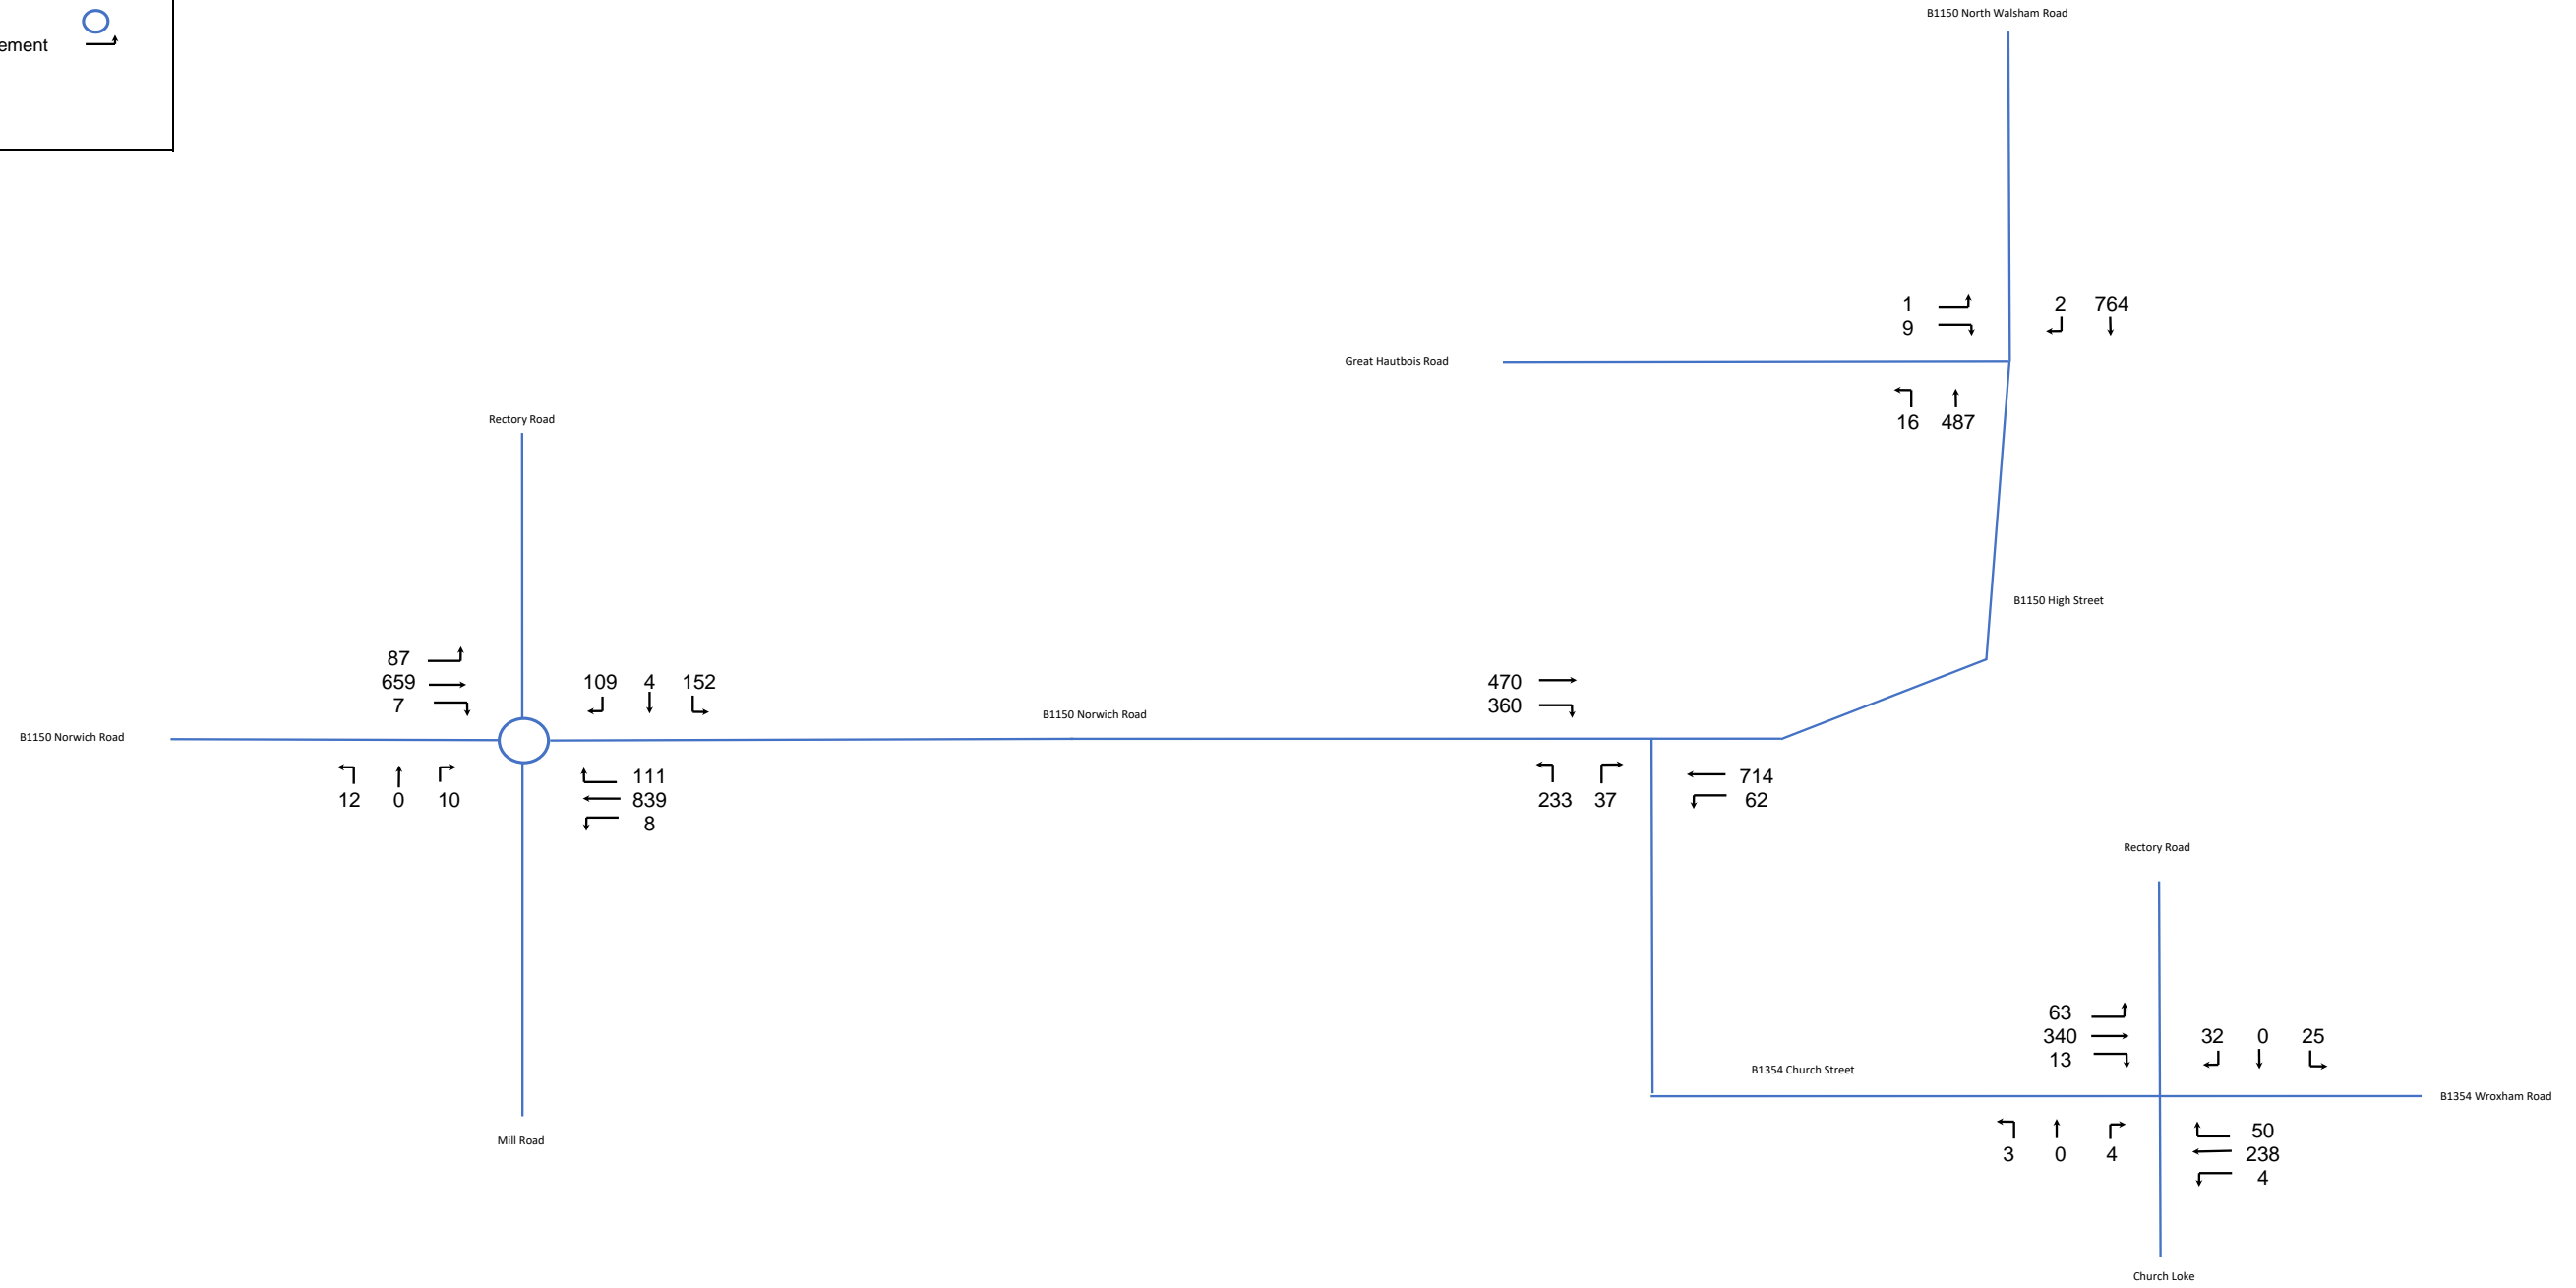 ement
B1150 North Walsham Road
1
2 764
9
Great Hautbois Road
16 487
Rectory Road
B1150 High Street
87
659
7
109 4 152
470
360
B1150 Norwich Road
B1150 Norwich Road
111
839
8
12 0 10
233 37
714
62
Rectory Road
63
340
13
32 0 25
B1354 Church Street
B1354 Wroxham Road
Mill Road
50
238
4
3 0 4
Church Loke